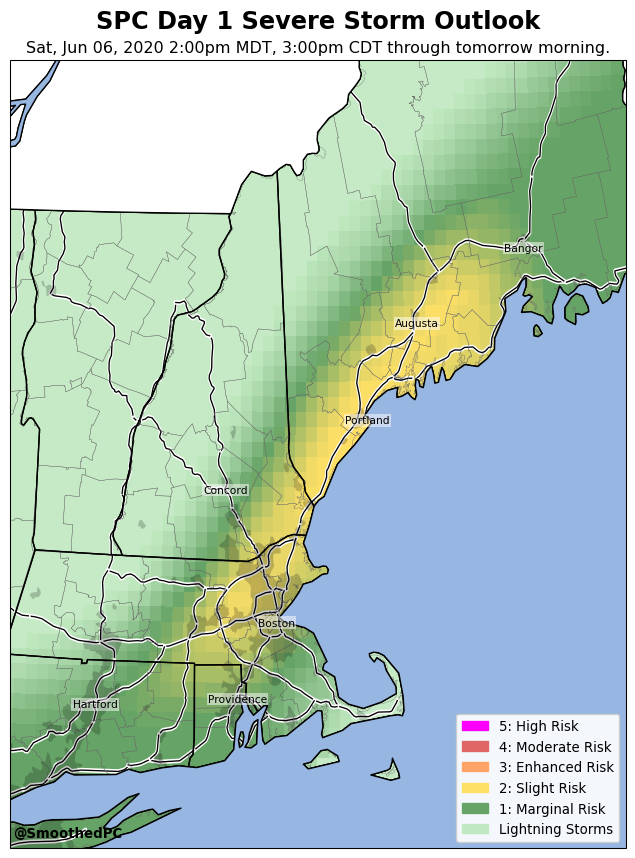 SPC Day 1 Severe Storm Outlook
Sat, Jun 06, 2020 2:00pm MDT, 3:00pm CDT through tomorrow morning.
Bangor
Augusta
Portland
Concord
Boston
Providence
Hartford
5: High Risk
4: Moderate Risk
3: Enhanced Risk
2: Slight Risk
1: Marginal Risk
Lightning Storms
@SmoothedPC